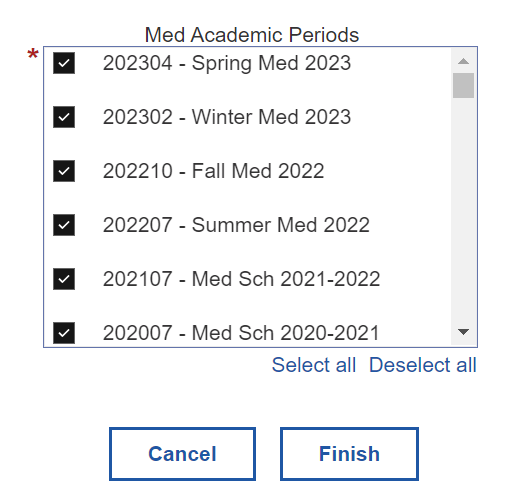 Med Academic Periods
* 202304 - Spring Med 2023
202302 - Winter Med 2023
202210 - Fall Med 2022
202207 - Summer Med 2022
202107 - Med Sch 2021-2022
202007 - Med Sch 2020-2021
Select all Deselect all
Cancel Finish